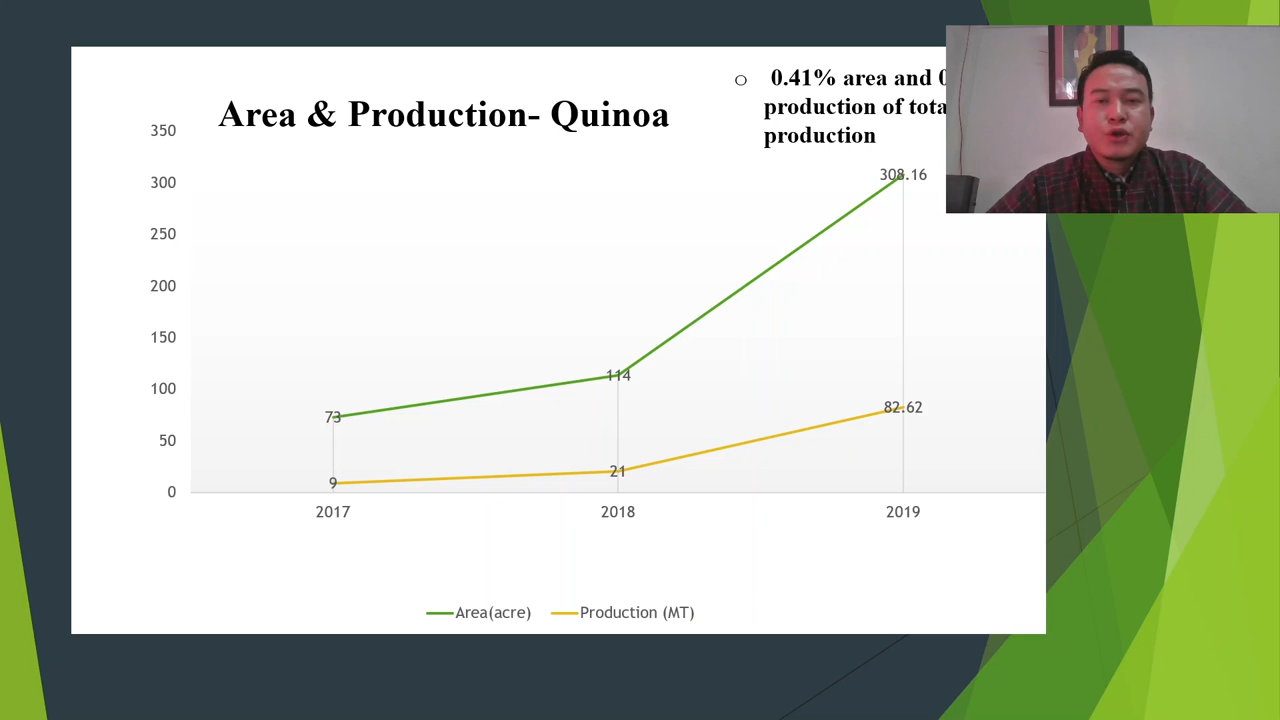 Area & Production- Quinoa
o 0.41% area and
production of
production
350
300
250
200
150
100
50
0
308.16
114
73
82.62
21
9
2017 2018 2019
Area(acre) Production (MT)